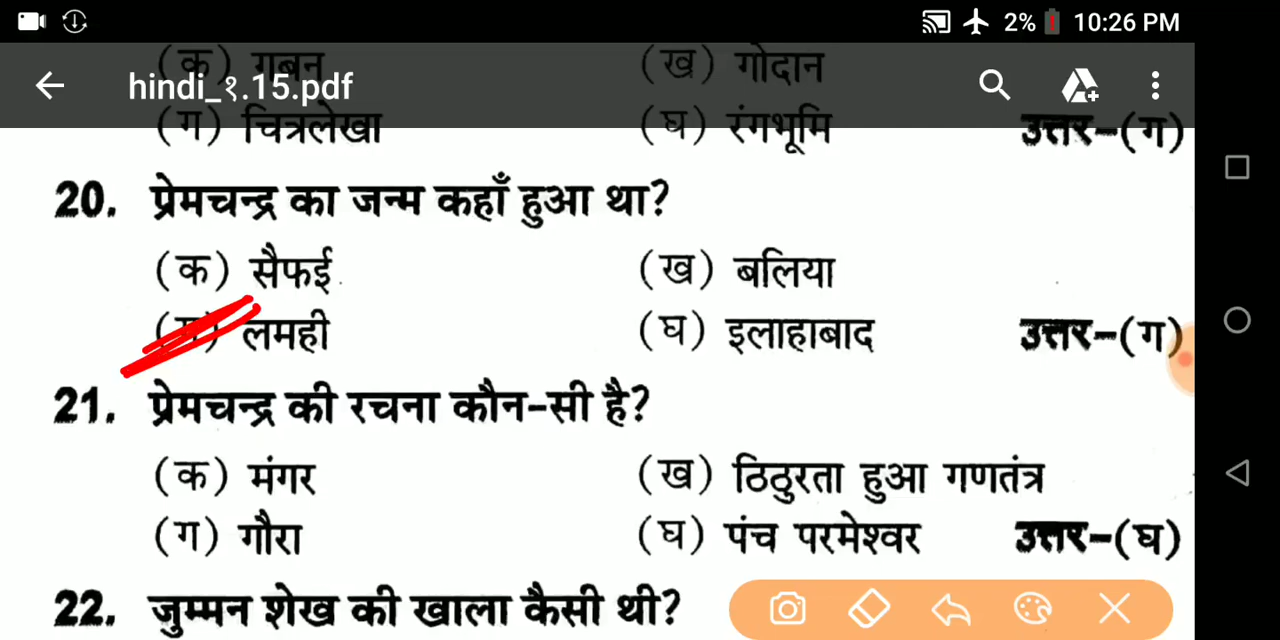 2% 10:26 PM
(क) गबन (ख) गोदान
hindi_१.15.pdf
(ग) चित्रलेखा (घ) रंगभूमि उत्तर–(ग)
20. प्रेमचन्द्र का जन्म कहाँ हुआ था?
(क) सैफई (ख) बलिया
(ग) लमही (घ) इलाहाबाद उत्तर–(ग)
21. प्रेमचन्द्र की रचना कौन-सी है?
(क) मंगर (ख) ठिठुरता हुआ गणतंत्र
(ग) गौरा (घ) पंच परमेश्वर उत्तर–(घ)
22. जुम्मन शेख की खाला कैसी थी?